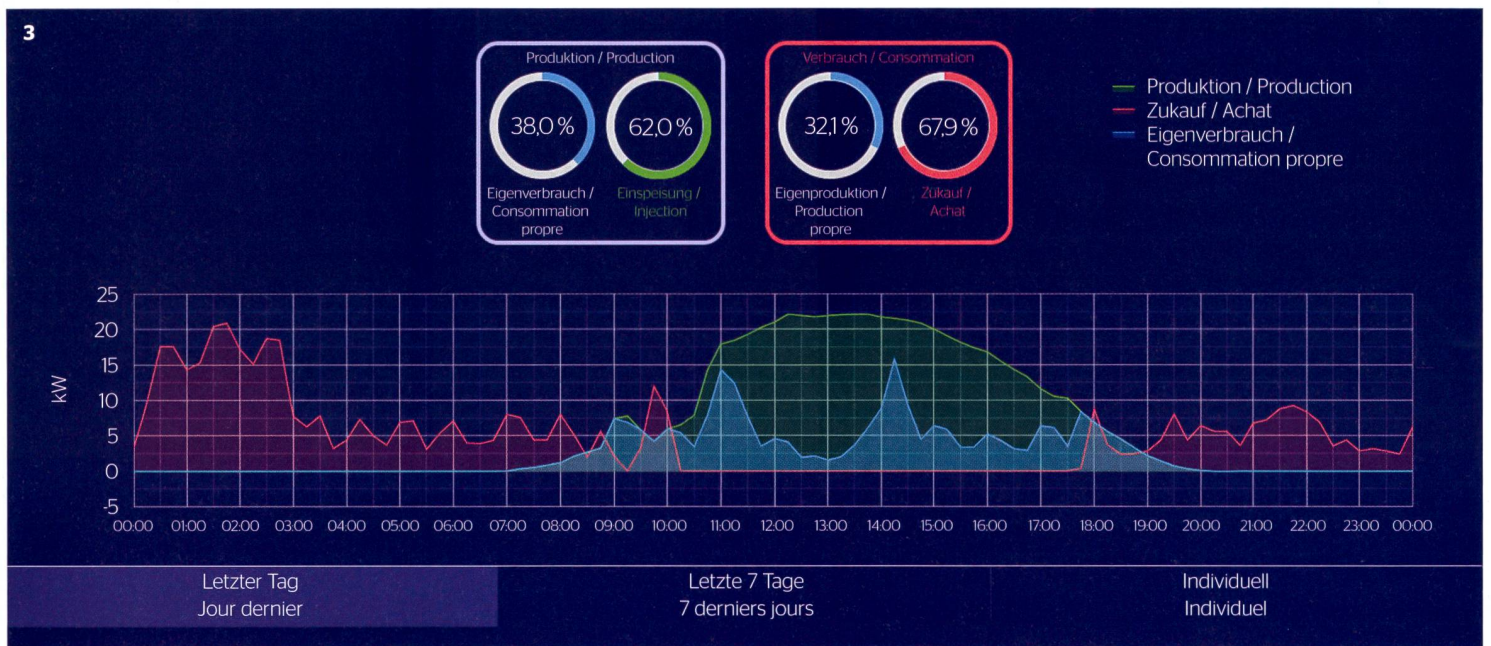 3
Produktion / Production
38,0 %
62,0 %
Eigenverbrauch /
Consommation
propre
Einspeisung /
Injection
Verbrauch / Consommation
32,1 %
67,9 %
Eigenproduktion /
Production
propre
Zukauf /
Achat
Produktion / Production
Zukauf / Achat
Eigenverbrauch /
Consommation propre
kW
25
20
15
10
5
0
-5
00:00 01:00 02:00 03:00 04:00 05:00 06:00 07:00 08:00 09:00 10:00 11:00 12:00 13:00 14:00 15:00 16:00 17:00 18:00 19:00 20:00 21:00 22:00 23:00 00:00
Letzter Tag
Jour dernier
Letzte 7 Tage
7 derniers jours
Individuell
Individuel